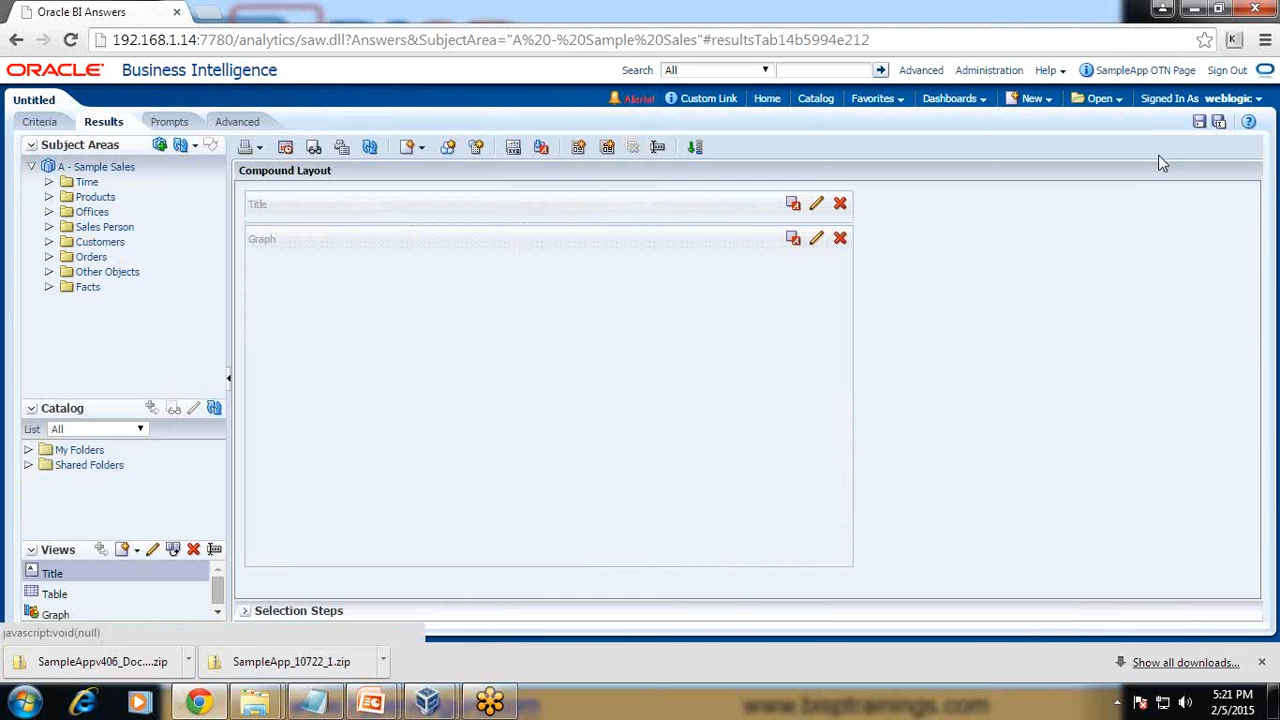 Oracle BI Answers
192.168.1.14:7780/analytics/saw.dll?Answers&SubjectArea="A%20-%20Sample%20Sales"#resultsTab14b5994e212
ORACLE Business Intelligence
Search All Advanced Administration Help SampleApp OTN Page Sign Out
Untitled
Alerts! Custom Link Home Catalog Favorites Dashboards New Open Signed In As weblogic
Criteria Results Prompts Advanced
Subject Areas
A - Sample Sales
Time
Products
Offices
Sales Person
Customers
Orders
Other Objects
Facts
Compound Layout
Title
Graph
Catalog
List All
My Folders
Shared Folders
Views
Title
Table
Graph
Selection Steps
javascript:void(null)
SampleAppv406_Doc....zip
SampleApp_10722_1.zip
Show all downloads...
5:21 PM
2/5/2015